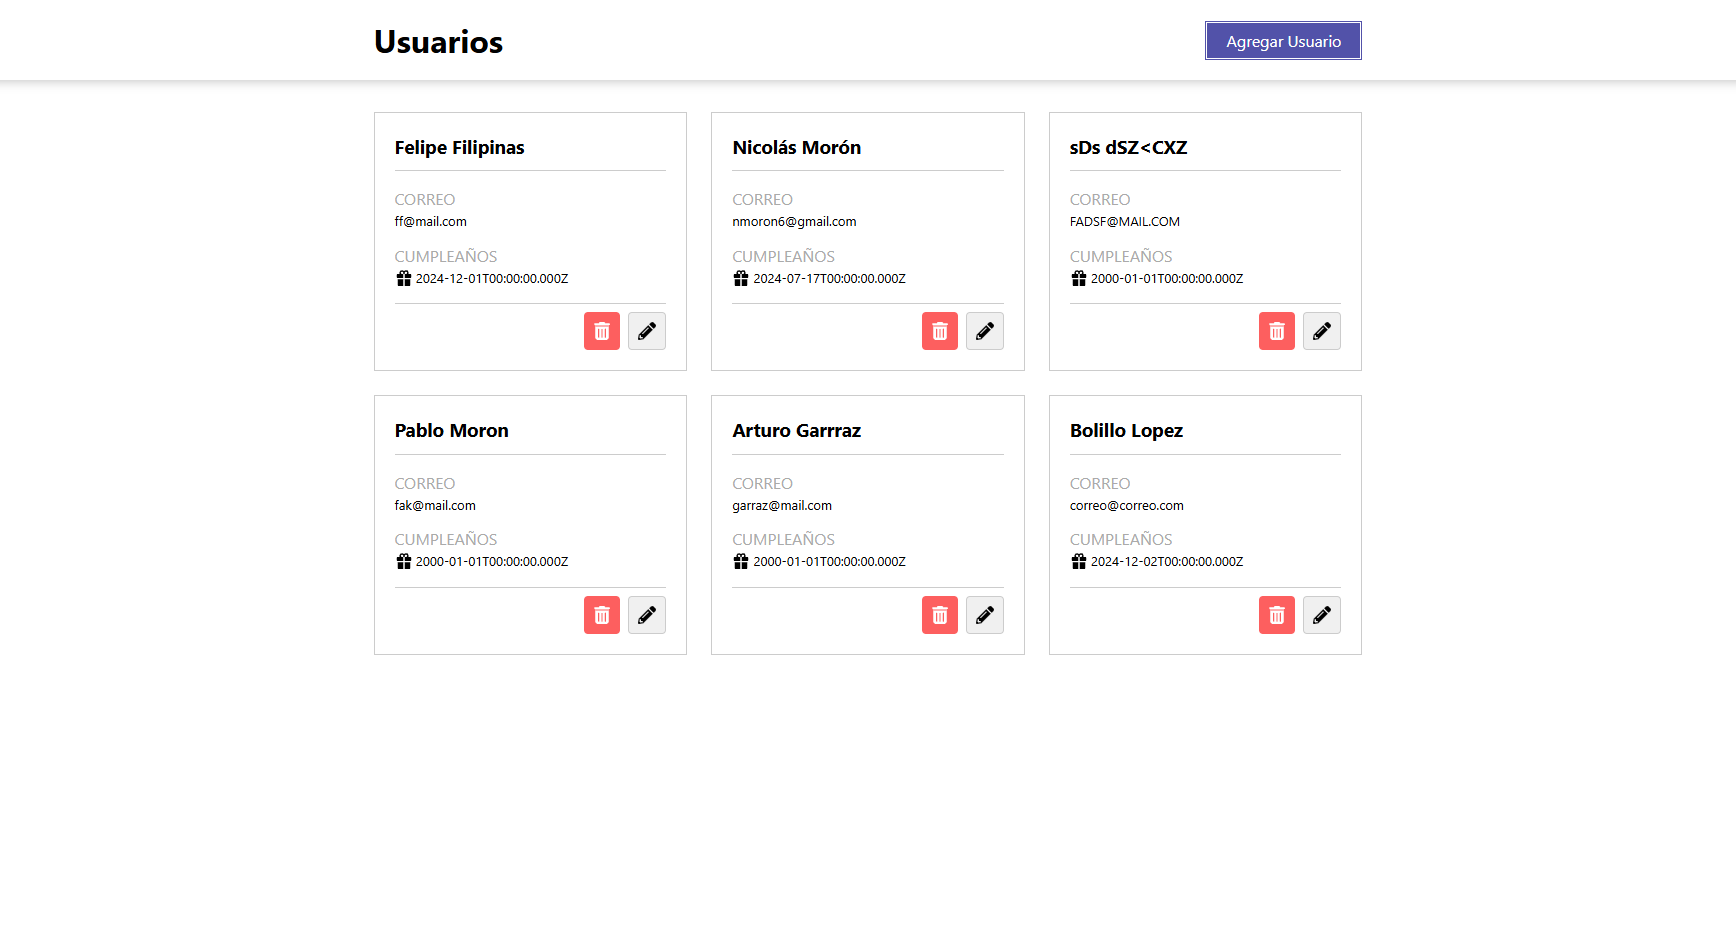 Usuarios
Agregar Usuario
Felipe Filipinas
CORREO
ff@mail.com
CUMPLEAÑOS
2024-12-01T00:00:00.000Z
Nicolás Morón
CORREO
nmoron6@gmail.com
CUMPLEAÑOS
2024-07-17T00:00:00.000Z
sDs dSZ<CXZ
CORREO
FADSF@MAIL.COM
CUMPLEAÑOS
2000-01-01T00:00:00.000Z
Pablo Moron
CORREO
fak@mail.com
CUMPLEAÑOS
2000-01-01T00:00:00.000Z
Arturo Garrraz
CORREO
garraz@mail.com
CUMPLEAÑOS
2000-01-01T00:00:00.000Z
Bolillo Lopez
CORREO
correo@correo.com
CUMPLEAÑOS
2024-12-02T00:00:00.000Z